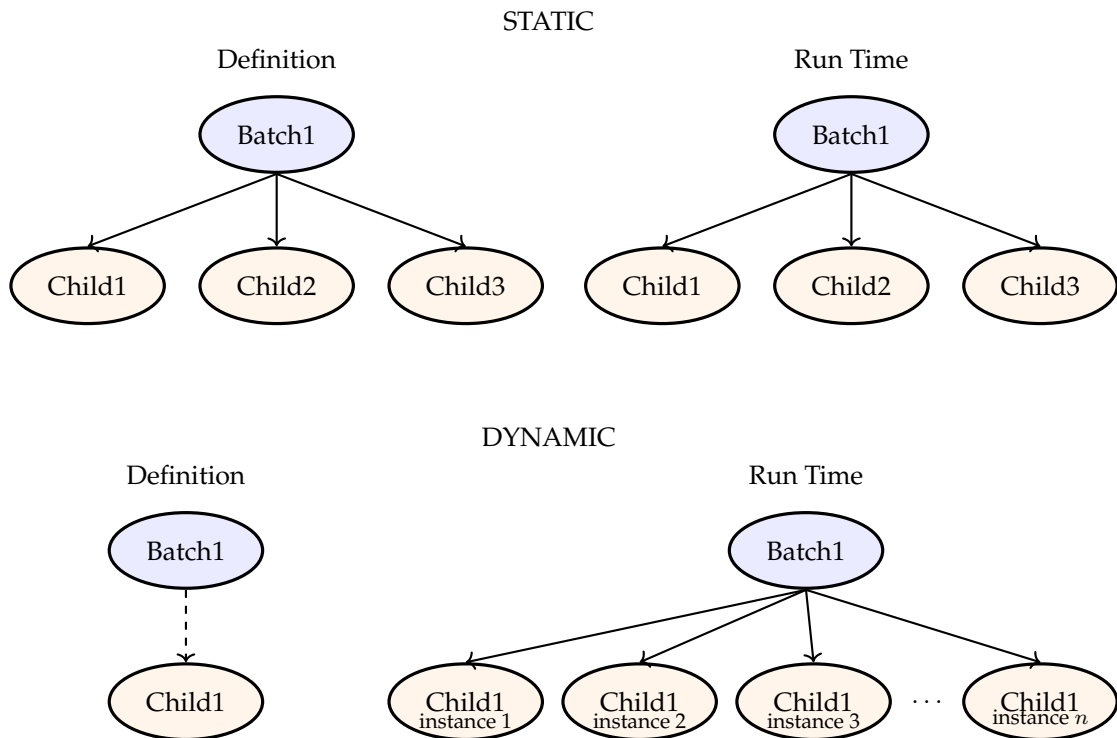 STATIC
Definition
Run Time
Batch1
Batch1
Child1
Child2
Child3
Child1
Child2
Child3
DYNAMIC
Definition
Run Time
Batch1
Batch1
Child1
Child1
instance 1
Child1
instance 2
Child1
instance 3
...
Child1
instance n